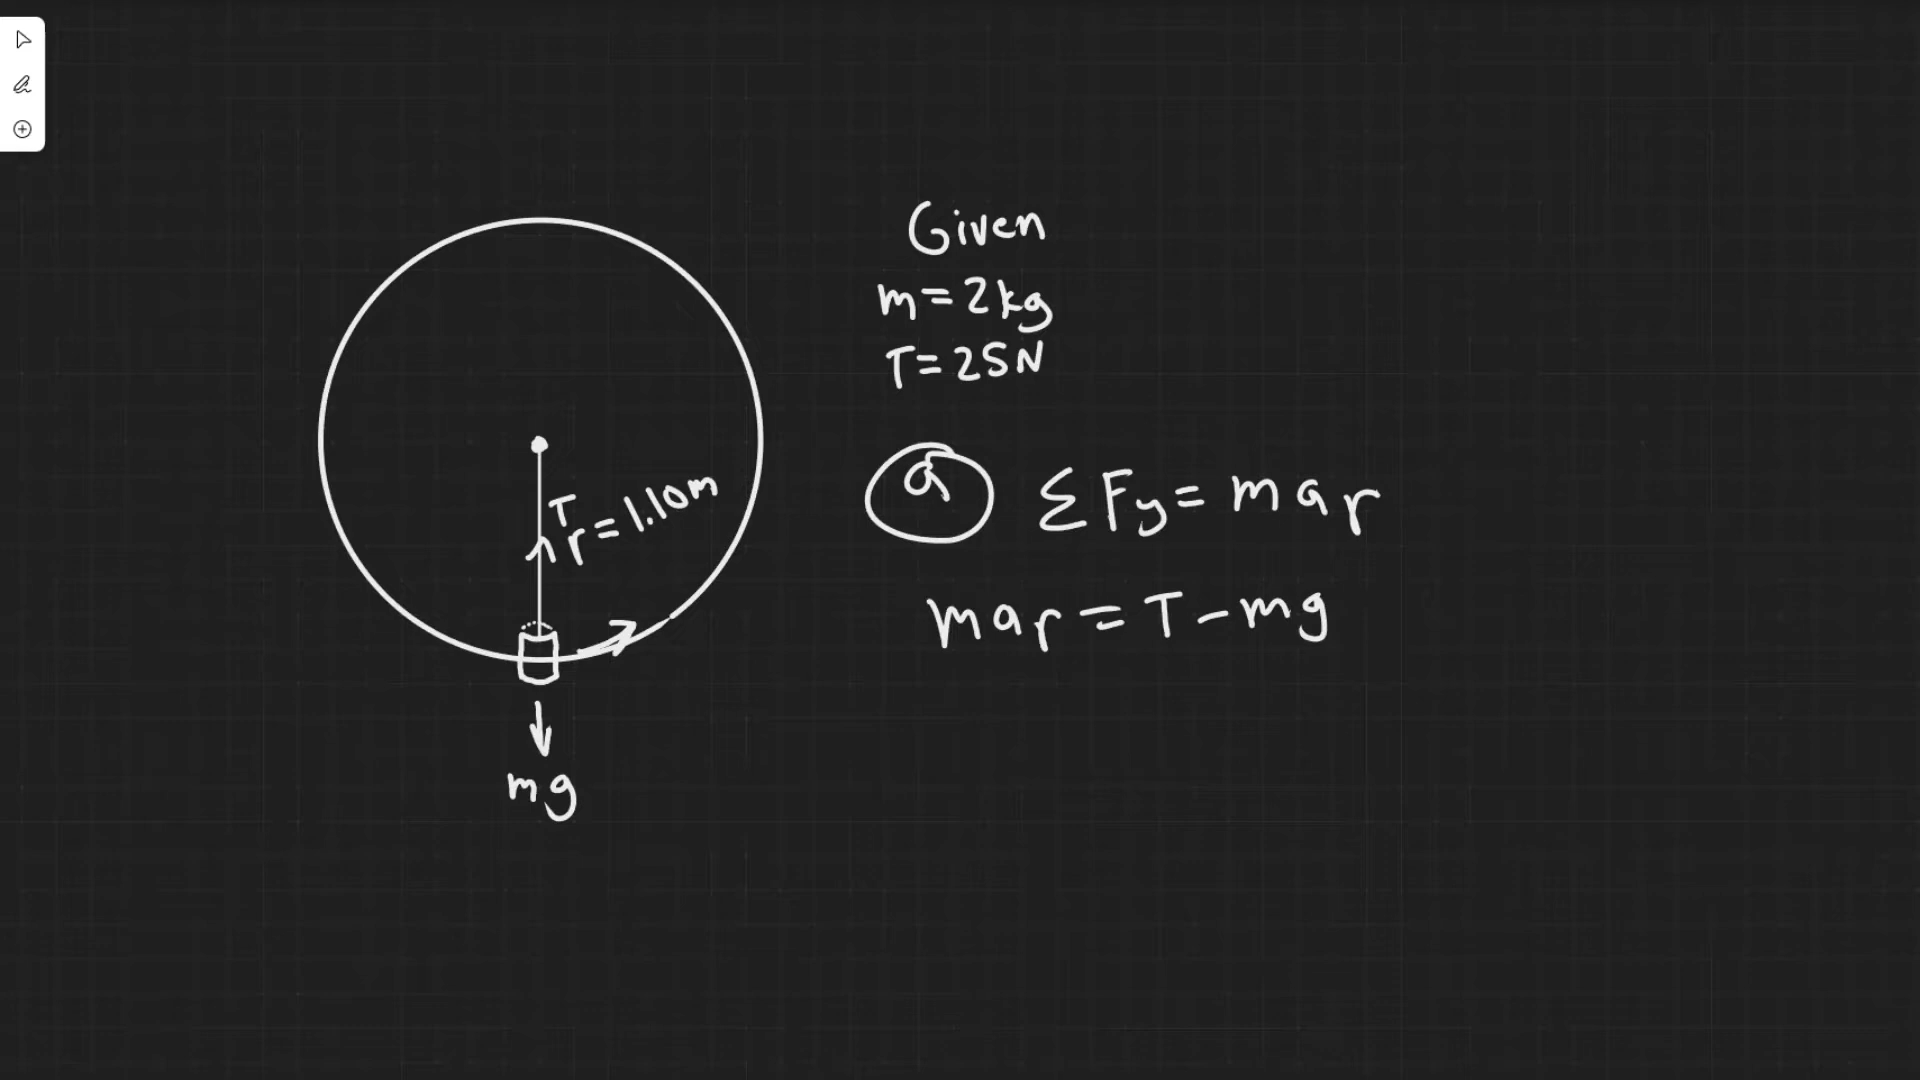 Given
m = 2kg
T = 25N
T
r = 1.10m
a ΣFy = mar
mar = T - mg
mg